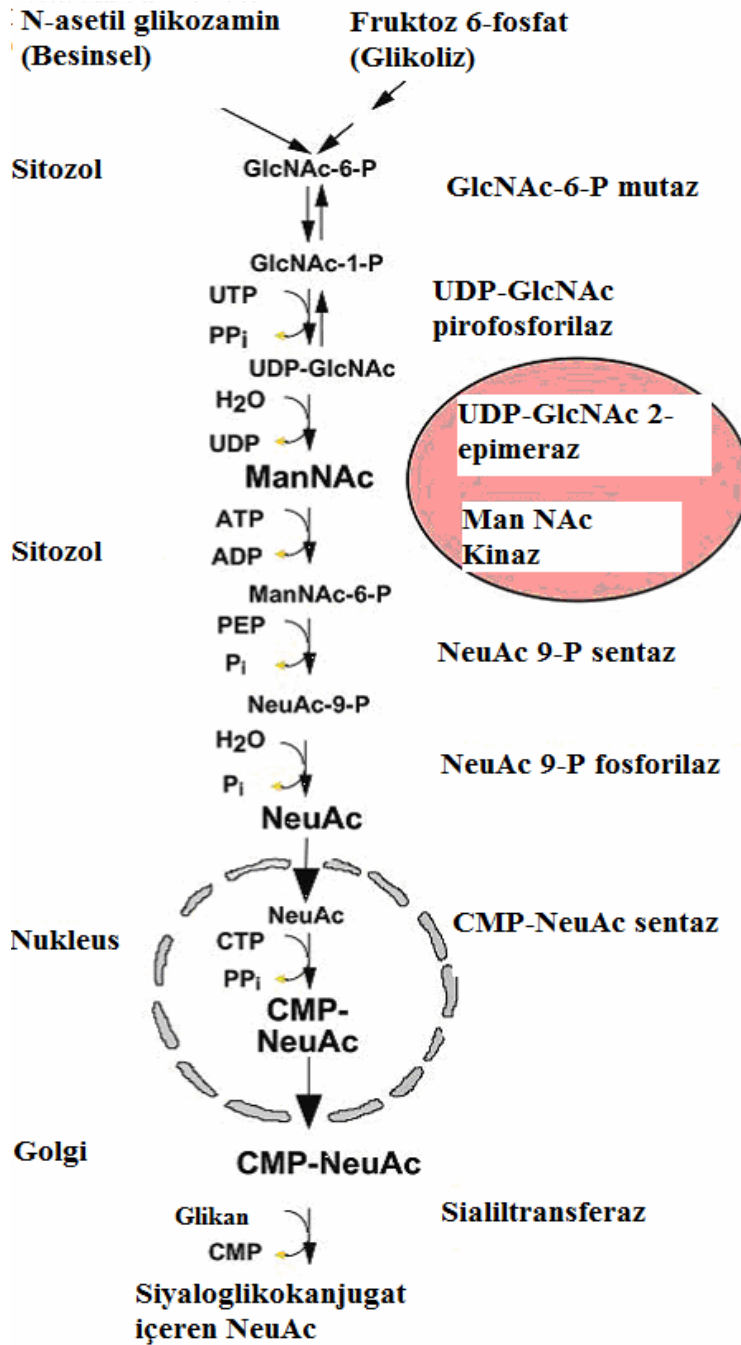 N-asetil glikozamin
(Besinsel)
Fruktoz 6-fosfat
(Glikoliz)
Sitozol
GlcNAc-6-P
GlcNAc-6-P mutaz
GlcNAc-1-P
UTP
PPi
UDP-GlcNAc
pirofosforilaz
UDP-GlcNAc
H2O
UDP
UDP-GlcNAc 2-
epimeraz
ManNAc
Man NAc
Kinaz
ATP
ADP
Sitozol
ManNAc-6-P
PEP
Pi
NeuAc 9-P sentaz
NeuAc-9-P
H2O
Pi
NeuAc 9-P fosforilaz
NeuAc
NeuAc
CMP-NeuAc sentaz
Nukleus
CTP
PPi
CMP-
NeuAc
Golgi
CMP-NeuAc
Glikan
CMP
Sialiltransferaz
Siyaloglikokanjugat
içeren NeuAc